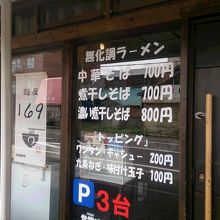 麺屋
169
無化調ラーメン
中華そば 700円
煮干しそば 700円
濃い煮干しそば 800円
「トッピング」
ワンタン・チャーシュー 200円
九条ねぎ・味付け玉子 100円
P3台